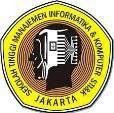 SEKOLAH TINGGI MANAJEMEN INFORMATIKA & KOMPUTER
JAKARTA